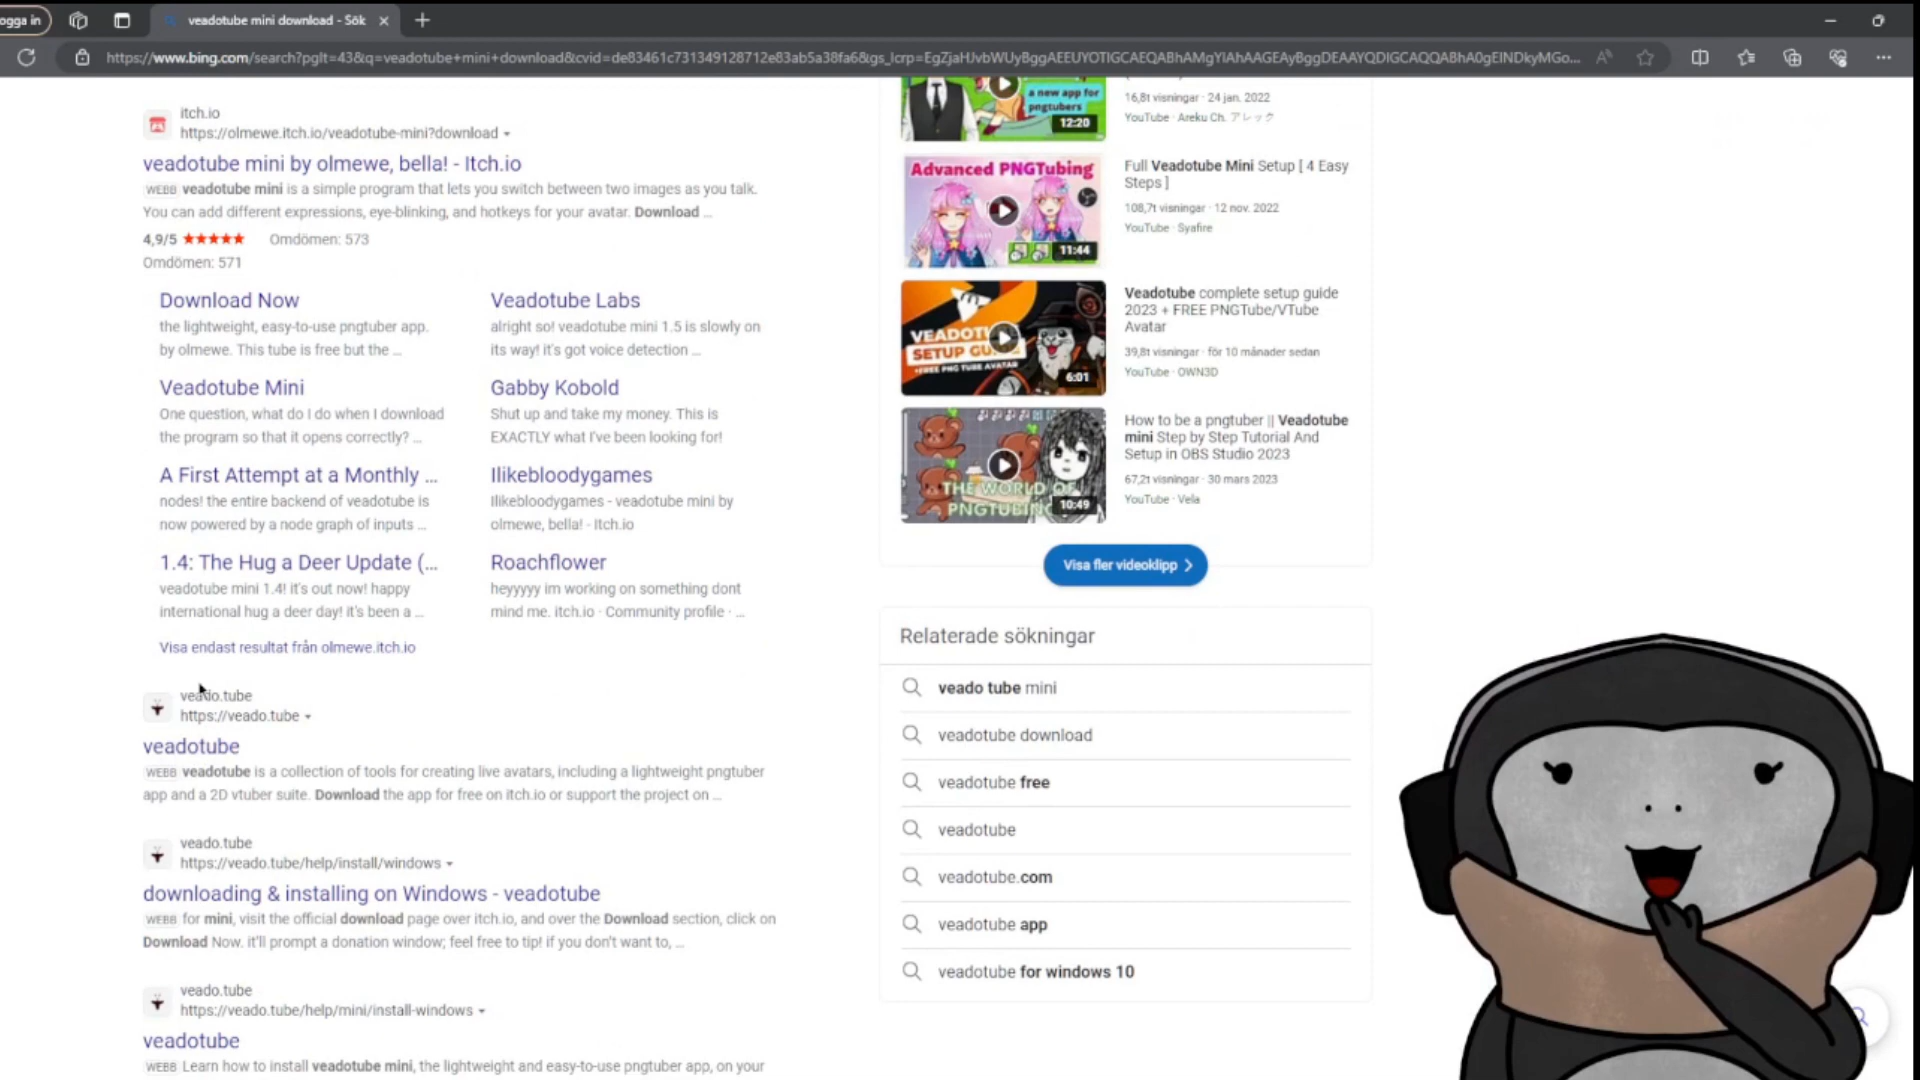 ogga in
veadotube mini download - Sök
https://www.bing.com/search?pglt=43&q=veadotube+mini+download&cvid=de83461c731349128712e83ab5a38fa6&gs_lcrp=EgZjaHJvbWUyBggAEEUYOTIGCAEQABhAMgYIAhAAGEAyBggDEAAYQDIGCAQQABhA0gEINDkyMGo...
itch.io
https://olmewe.itch.io/veadotube-mini?download
veadotube mini by olmewe, bella! - Itch.io
WEBB veadotube mini is a simple program that lets you switch between two images as you talk.
You can add different expressions, eye-blinking, and hotkeys for your avatar. Download ...
4,9/5 Omdömen: 573
Omdömen: 571
Download Now
the lightweight, easy-to-use pngtuber app.
by olmewe. This tube is free but the ...
Veadotube Labs
alright so! veadotube mini 1.5 is slowly on
its way! it's got voice detection ...
Veadotube Mini
One question, what do I do when I download
the program so that it opens correctly? ...
Gabby Kobold
Shut up and take my money. This is
EXACTLY what I've been looking for!
A First Attempt at a Monthly ...
nodes! the entire backend of veadotube is
now powered by a node graph of inputs ...
Ilikebloodygames
Ilikebloodygames - veadotube mini by
olmewe, bella! - Itch.io
1.4: The Hug a Deer Update (...
veadotube mini 1.4! it's out now! happy
international hug a deer day! it's been a ...
Roachflower
heyyyyy im working on something dont
mind me. itch.io · Community profile · ...
Visa endast resultat från olmewe.itch.io
veado.tube
https://veado.tube
veadotube
WEBB veadotube is a collection of tools for creating live avatars, including a lightweight pngtuber
app and a 2D vtuber suite. Download the app for free on itch.io or support the project on ...
veado.tube
https://veado.tube/help/install/windows
downloading & installing on Windows - veadotube
WEBB for mini, visit the official download page over itch.io, and over the Download section, click on
Download Now. it'll prompt a donation window; feel free to tip! if you don't want to, ...
veado.tube
https://veado.tube/help/mini/install-windows
veadotube
WEBB Learn how to install veadotube mini, the lightweight and easy-to-use pngtuber app, on your
a new app for
pngtubers
12:20
16,8t visningar · 24 jan. 2022
YouTube · Areku Ch. アレック
Advanced PNGTubing
11:44
Full Veadotube Mini Setup [ 4 Easy
Steps ]
108,7t visningar · 12 nov. 2022
YouTube · Syafire
SETUP
+FREE PNG TUBE AVATAR
6:01
Veadotube complete setup guide
2023 + FREE PNGTube/VTube
Avatar
39,8t visningar · för 10 månader sedan
YouTube · OWN3D
THE WORLD OF
PNGTUBING
10:49
How to be a pngtuber || Veadotube
mini Step by Step Tutorial And
Setup in OBS Studio 2023
67,2t visningar · 30 mars 2023
YouTube · Vela
Visa fler videoklipp
Relaterade sökningar
veado tube mini
veadotube download
veadotube free
veadotube
veadotube.com
veadotube app
veadotube for windows 10